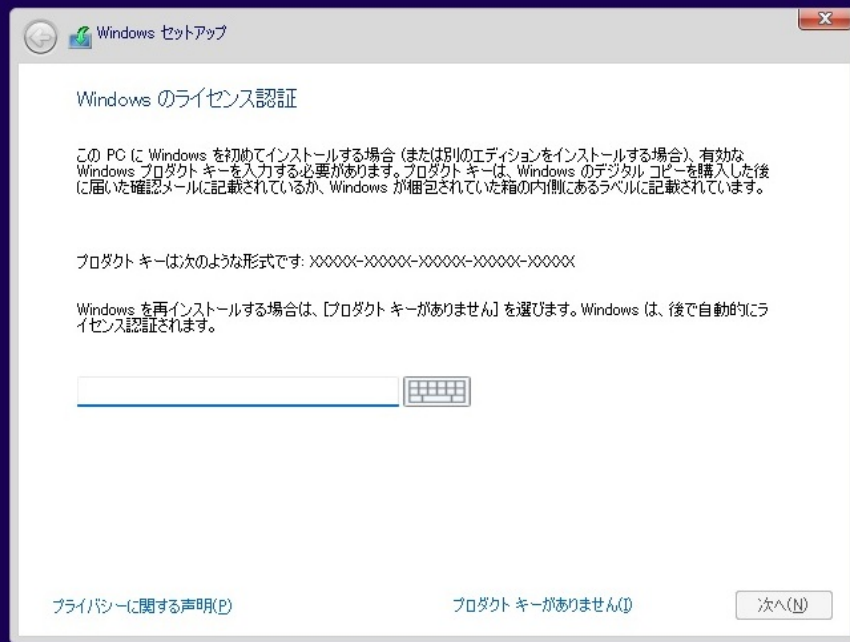 Windows セットアップ
Windows のライセンス認証
この PC に Windows を初めてインストールする場合 (または別のエディションをインストールする場合)、有効な
Windows プロダクト キーを入力する必要があります。プロダクト キーは、Windows のデジタル コピーを購入した後
に届いた確認メールに記載されているか、Windows が梱包されていた箱の内側にあるラベルに記載されています。
プロダクト キーは次のような形式です: XXXXX-XXXXX-XXXXX-XXXXX-XXXXX
Windows を再インストールする場合は、[プロダクト キーがありません] を選びます。Windows は、後で自動的にラ
イセンス認証されます。
プライバシーに関する声明(P)
プロダクト キーがありません(I)
次へ(N)